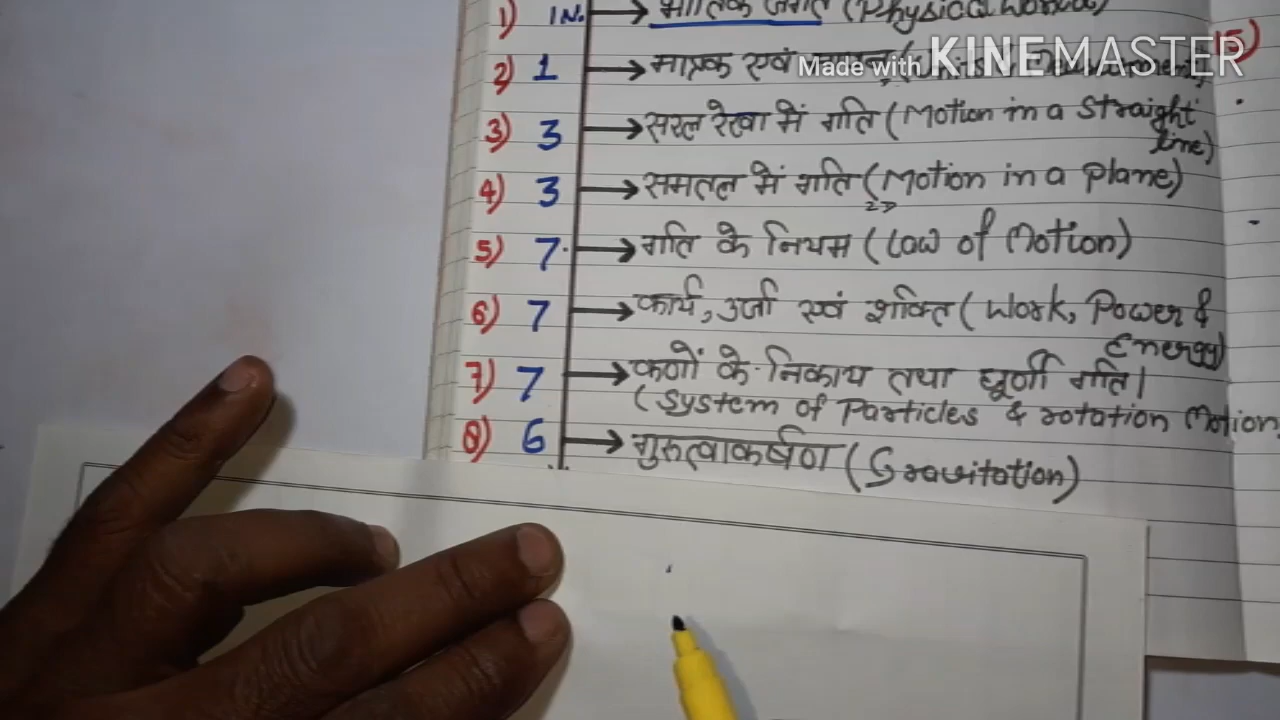 1) IN. → भौतिक जगत (Physical World)
2) 1 → मात्रक एवं
Made with KINEMASTER
15)
3) 3 → सरल रेखा में गति (Motion in a Straight
line)
4) 3 → समतल में गति (Motion in a Plane)
5) 7. → गति के नियम (Law of Motion)
6) 7 → कार्य, उर्जा एवं शक्ति (Work, Power &
Energy)
7) 7 → कणों के निकाय तथा घूर्णी गति।
(System of Particles & rotation Motion
8) 6 → गुरुत्वाकर्षण (Gravitation)